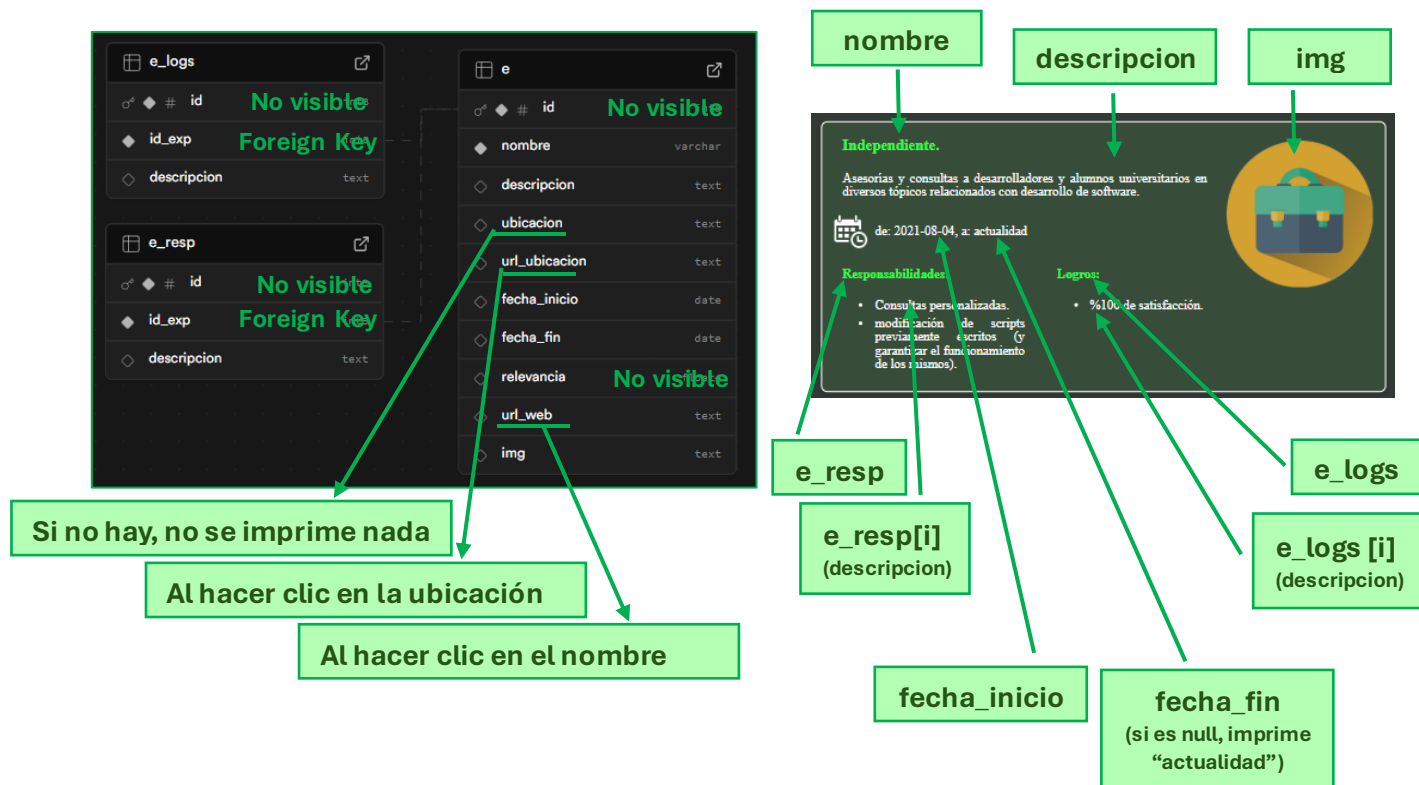 e_logs
id
No visible
id_exp
Foreign Key
descripcion
text
e_resp
id
No visible
id_exp
Foreign Key
descripcion
text
e
id
No visible
nombre
varchar
descripcion
text
ubicacion
text
url_ubicacion
text
fecha_inicio
date
fecha_fin
date
relevancia
No visible
url_web
text
img
text
Si no hay, no se imprime nada
Al hacer clic en la ubicación
Al hacer clic en el nombre
nombre
descripcion
img
Independiente.
Asesorías y consultas a desarrolladores y alumnos universitarios en
diversos tópicos relacionados con desarrollo de software.
de: 2021-08-04, a: actualidad
Responsabilidades:
Logros:
• Consultas personalizadas.
• modificación de scripts
previamente escritos (y
garantizar el funcionamiento
de los mismos).
• %100 de satisfacción.
e_resp
e_logs
e_resp[i]
(descripcion)
e_logs [i]
(descripcion)
fecha_inicio
fecha_fin
(si es null, imprime
“actualidad”)